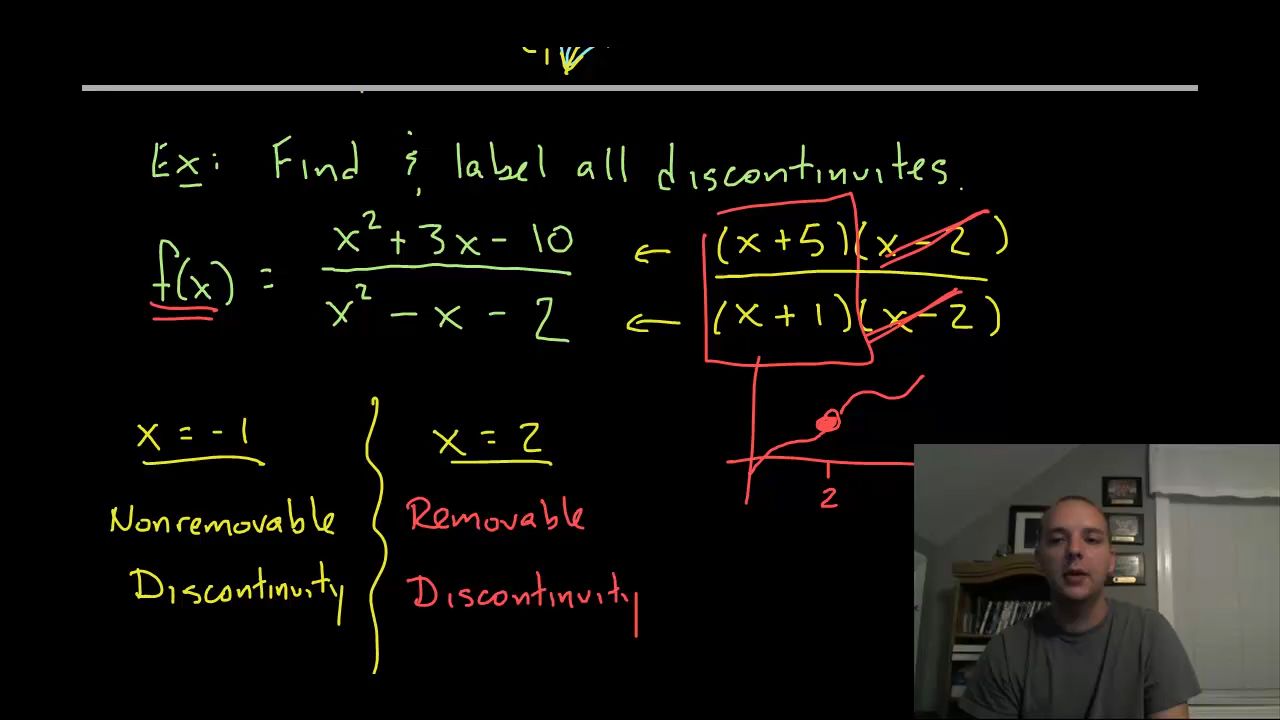 Ex: Find & label all discontinuites.
f(x) = x² + 3x - 10 / x² - x - 2 ← (x + 5)(x - 2) ← (x + 1)(x - 2)
x = -1
x = 2
2
Nonremovable
Discontinuity
Removable
Discontinuity